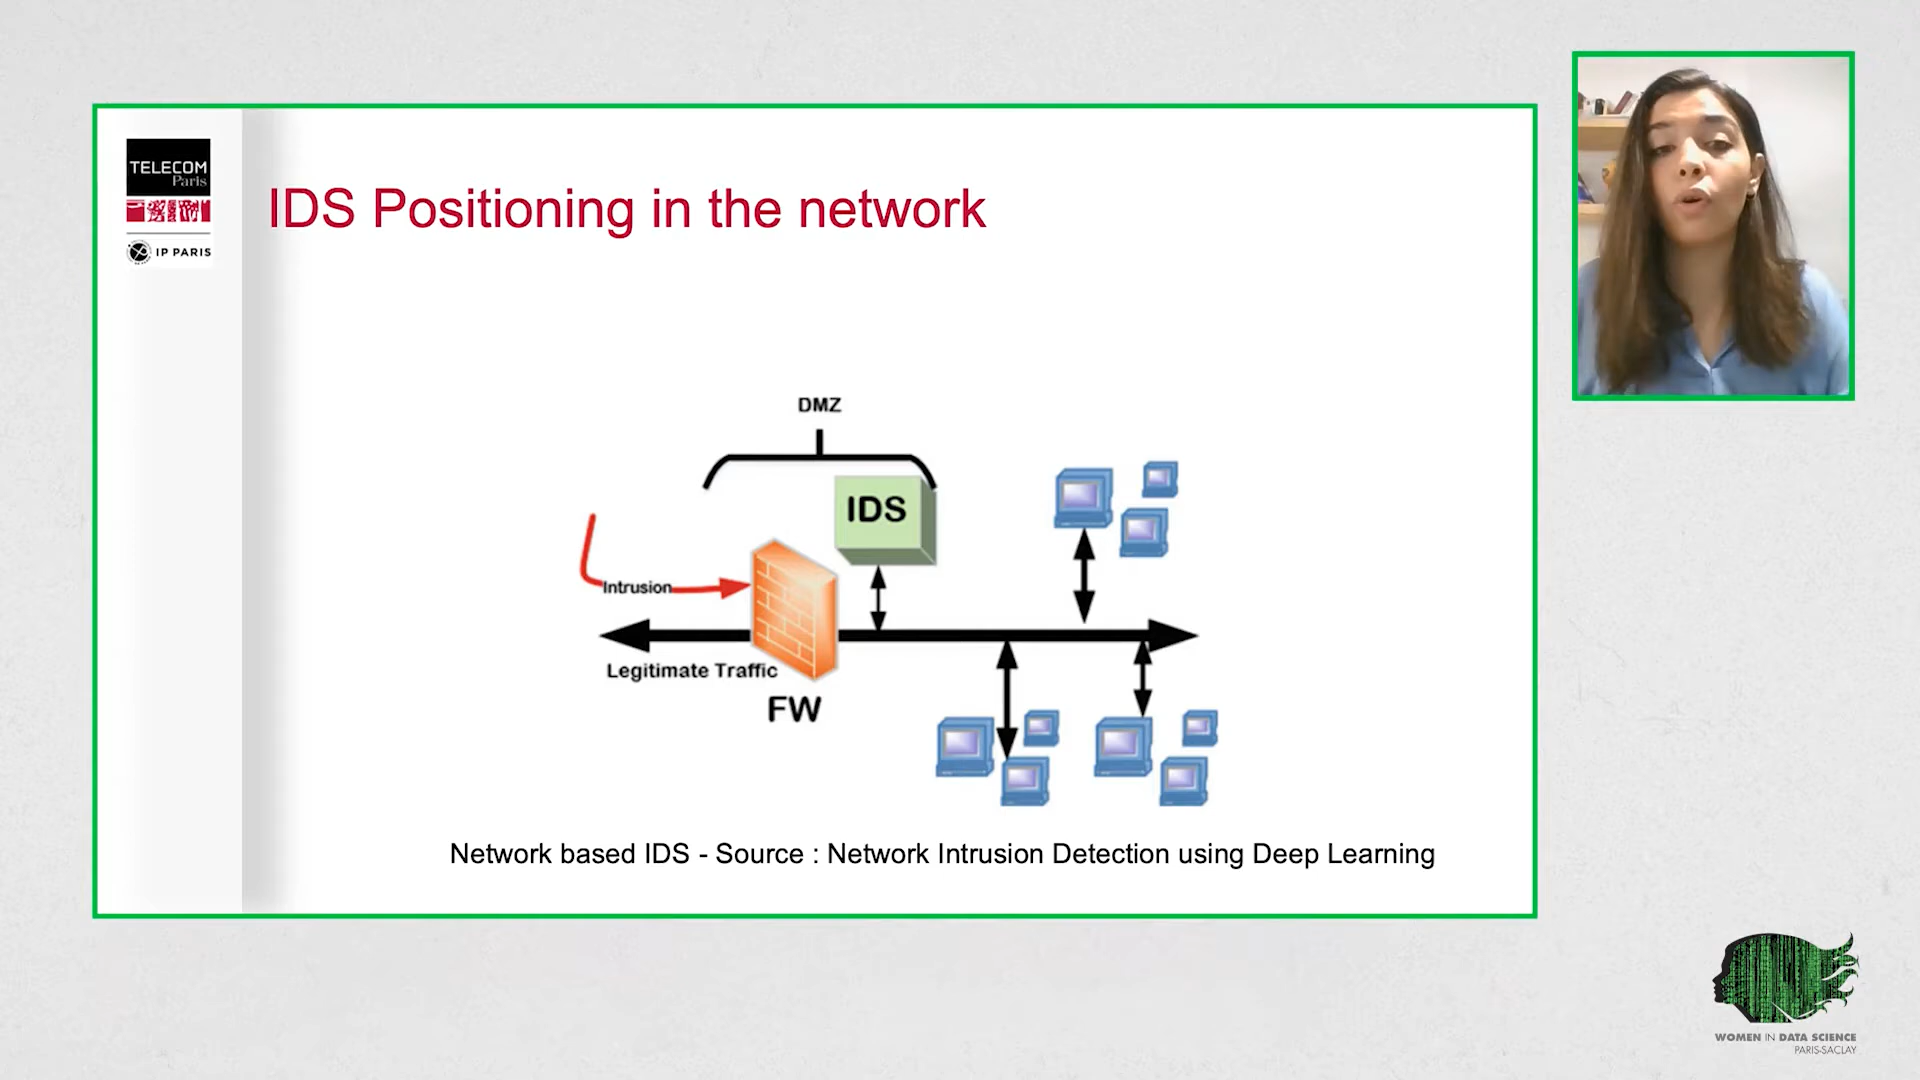 TELECOM
Paris
IP PARIS
IDS Positioning in the network
DMZ
IDS
Intrusion
Legitimate Traffic
FW
Network based IDS - Source : Network Intrusion Detection using Deep Learning
WOMEN IN DATA SCIENCE
PARIS-SACLAY